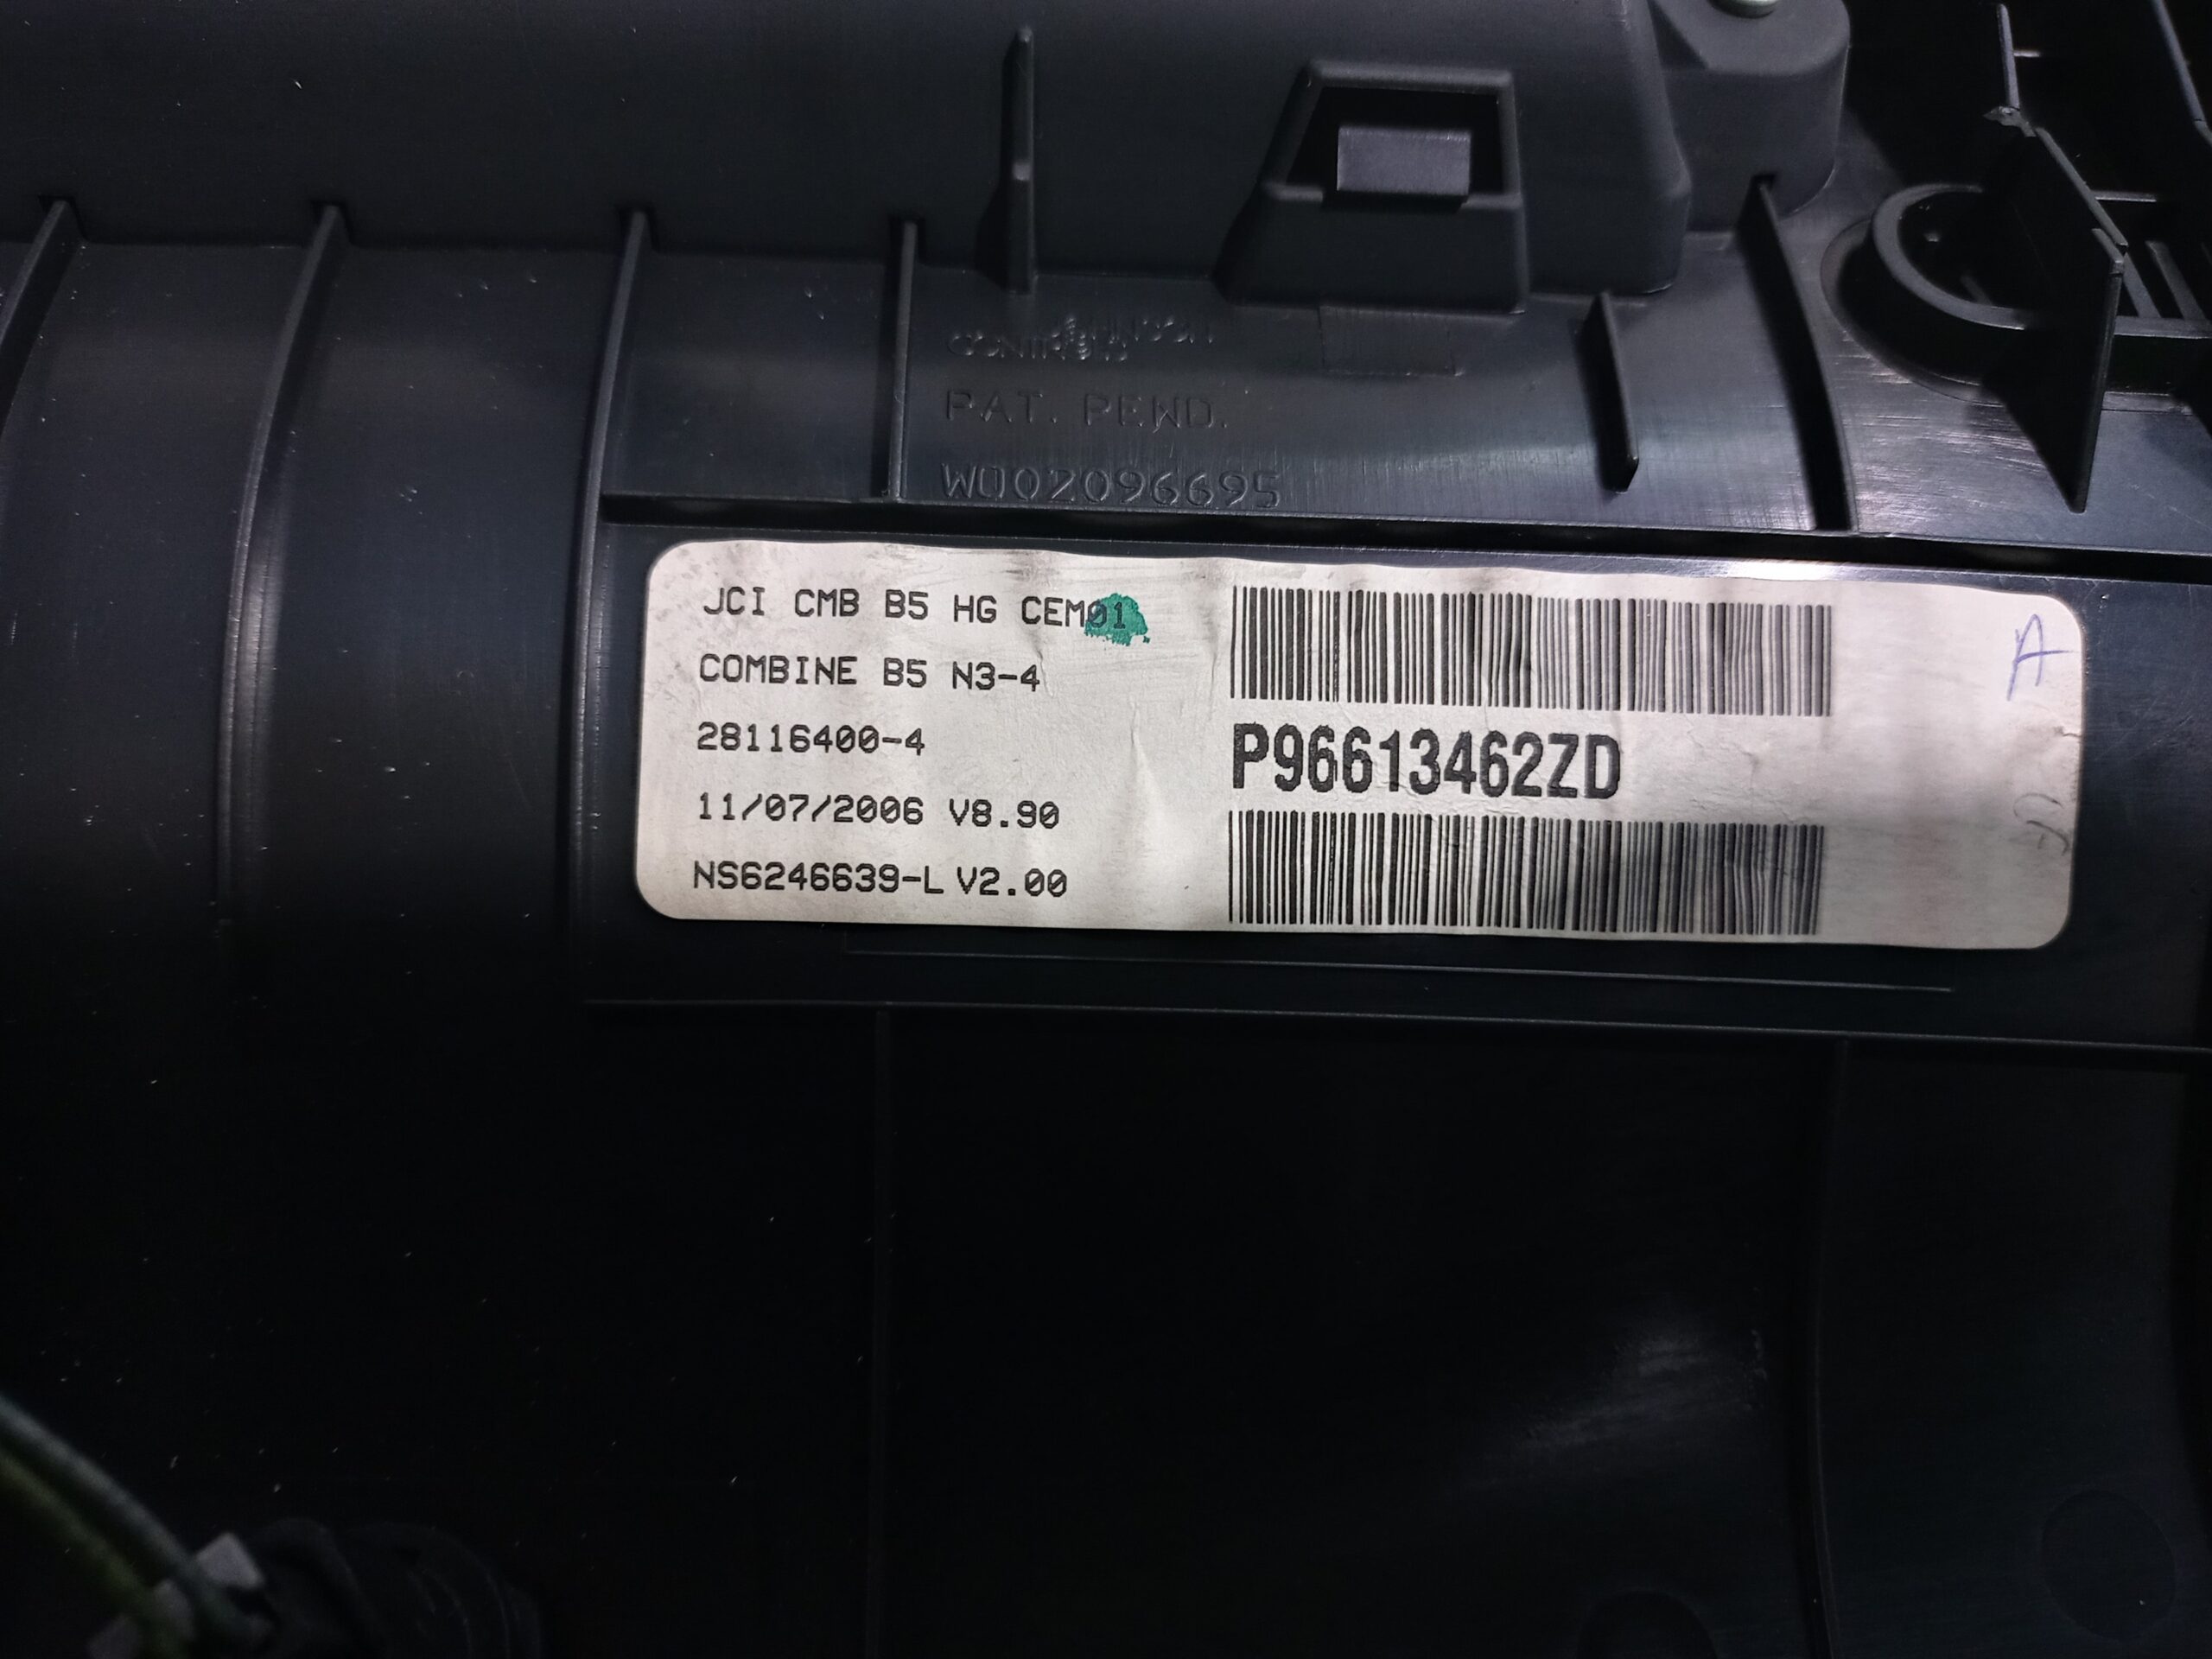 PAT. PEND.
W002096695
JCI CMB B5 HG CEM01
COMBINE B5 N3-4
28116400-4
11/07/2006 V8.90
NS6246639-L V2.00
P96613462ZD
A